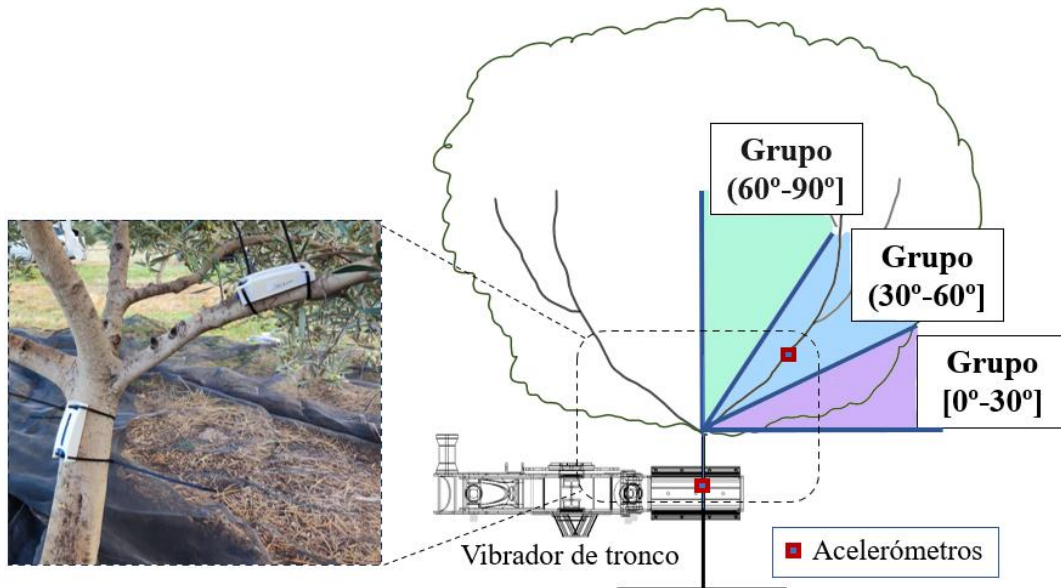 Grupo
(60º-90º]
Grupo
(30º-60º]
Grupo
[0º-30º]
Vibrador de tronco
Acelerómetros